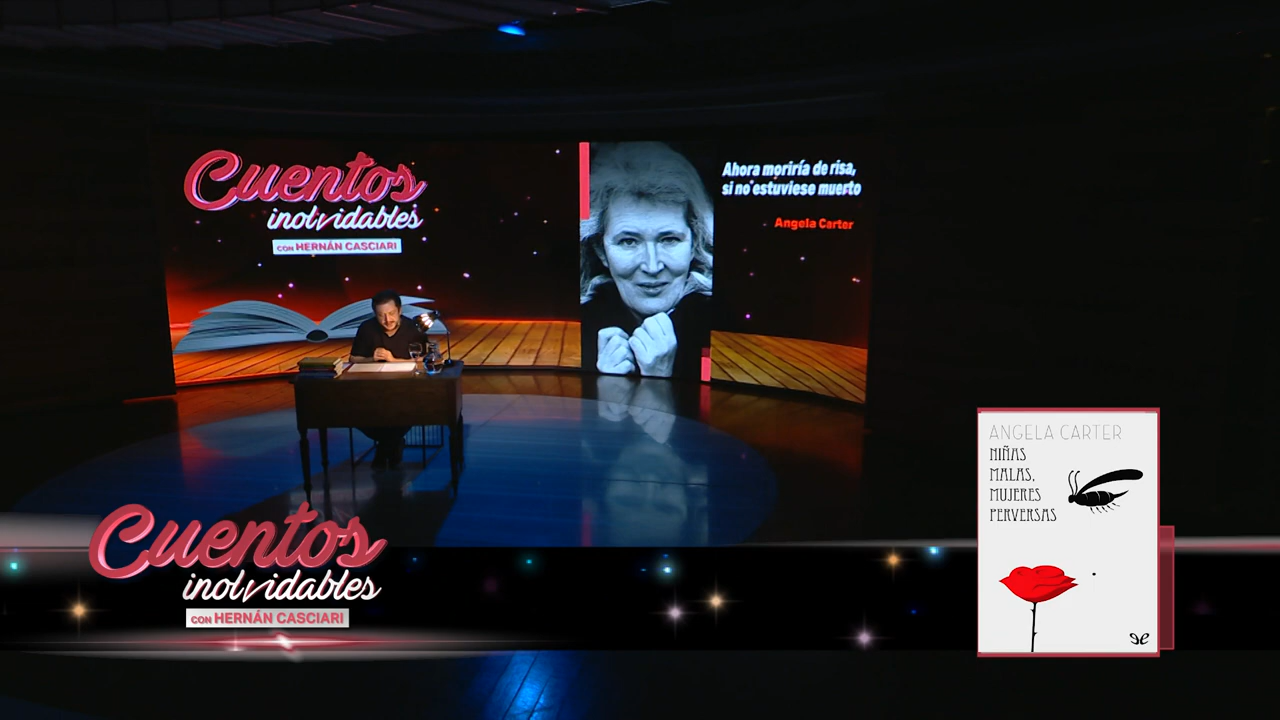 Cuentos
inolvidables
CON HERNÁN CASCIARI
Ahora moriría de risa,
si no estuviese muerto
Angela Carter
Cuentos
inolvidables
CON HERNÁN CASCIARI
ANGELA CARTER
NIÑAS
MALAS,
MUJERES
PERVERSAS